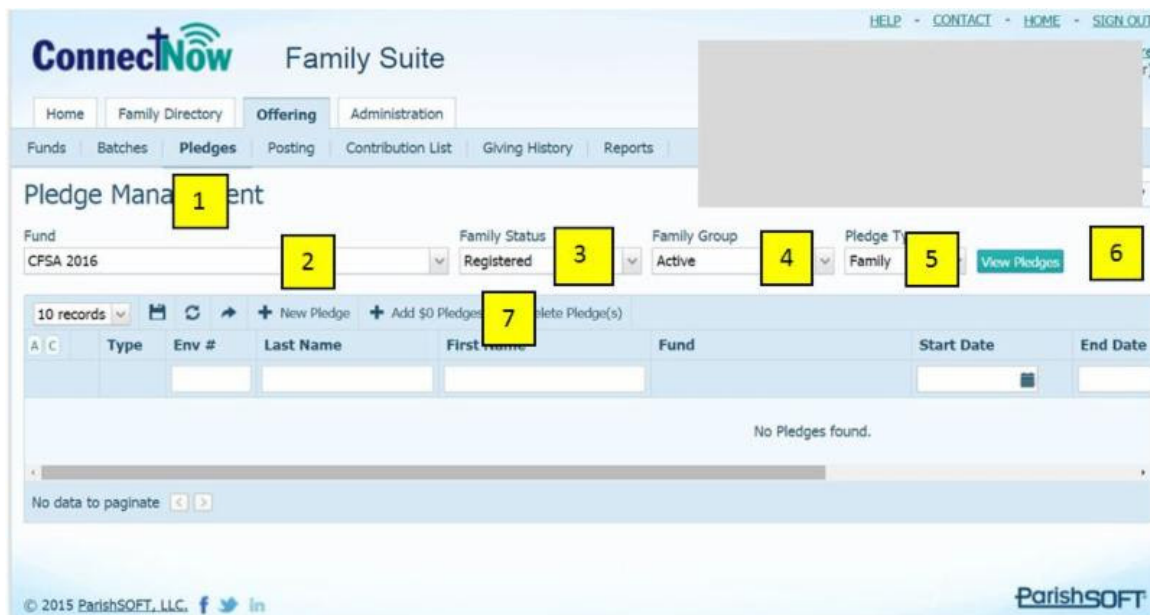 HELP - CONTACT - HOME - SIGN OUT
ConnectNow Family Suite
Home Family Directory Offering Administration
Funds Batches Pledges Posting Contribution List Giving History Reports
Pledge Mana 1 ent
Fund Family Status Family Group Pledge Ty
CFSA 2016 2 Registered 3 Active 4 Family 5 View Pledges 6
10 records New Pledge Add $0 Pledges 7 elete Pledge(s)
A C Type Env # Last Name First Name Fund Start Date End Date
No Pledges found.
No data to paginate < >
© 2015 ParishSOFT, LLC. f in ParishSOFT